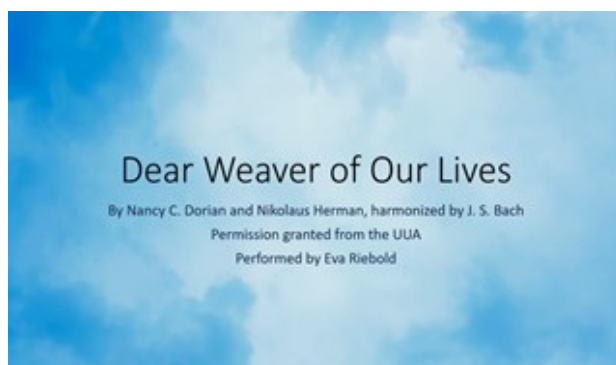 Dear Weaver of Our Lives
By Nancy C. Dorian and Nikolaus Herman, harmonized by J. S. Bach
Permission granted from the UUA
Performed by Eva Riebold